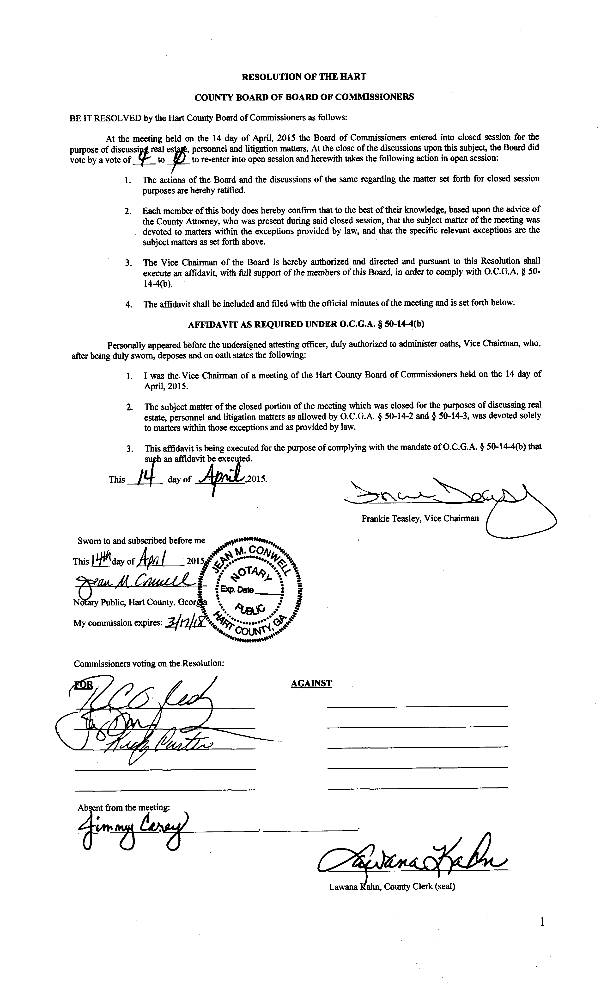 RESOLUTION OF THE HART
COUNTY BOARD OF BOARD OF COMMISSIONERS
BE IT RESOLVED by the Hart County Board of Commissioners as follows:
At the meeting held on the 14 day of April, 2015 the Board of Commissioners entered into closed session for the
purpose of discussing real estate, personnel and litigation matters. At the close of the discussions upon this subject, the Board did
vote by a vote of 4 to 0 to re-enter into open session and herewith takes the following action in open session:
1. The actions of the Board and the discussions of the same regarding the matter set forth for closed session
purposes are hereby ratified.
2. Each member of this body does hereby confirm that to the best of their knowledge, based upon the advice of
the County Attorney, who was present during said closed session, that the subject matter of the meeting was
devoted to matters within the exceptions provided by law, and that the specific relevant exceptions are the
subject matters as set forth above.
3. The Vice Chairman of the Board is hereby authorized and directed and pursuant to this Resolution shall
execute an affidavit, with full support of the members of this Board, in order to comply with O.C.G.A. § 50-
14-4(b).
4. The affidavit shall be included and filed with the official minutes of the meeting and is set forth below.
AFFIDAVIT AS REQUIRED UNDER O.C.G.A. § 50-14-4(b)
Personally appeared before the undersigned attesting officer, duly authorized to administer oaths, Vice Chairman, who,
after being duly sworn, deposes and on oath states the following:
1. I was the Vice Chairman of a meeting of the Hart County Board of Commissioners held on the 14 day of
April, 2015.
2. The subject matter of the closed portion of the meeting which was closed for the purposes of discussing real
estate, personnel and litigation matters as allowed by O.C.G.A. § 50-14-2 and § 50-14-3, was devoted solely
to matters within those exceptions and as provided by law.
3. This affidavit is being executed for the purpose of complying with the mandate of O.C.G.A. § 50-14-4(b) that
such an affidavit be executed.
This 14 day of April, 2015.
Frankie Teasley, Vice Chairman
Sworn to and subscribed before me
This 14th day of April 2015
Jean M Conwell
Notary Public, Hart County, Georgia
My commission expires: 3/17/18
JEAN M. CONWELL
NOTARY
Exp. Date
PUBLIC
HART COUNTY, GA
Commissioners voting on the Resolution:
FOR
AGAINST
Absent from the meeting:
Jimmy Carey
Lawana Kahn
Lawana Kahn, County Clerk (seal)
1